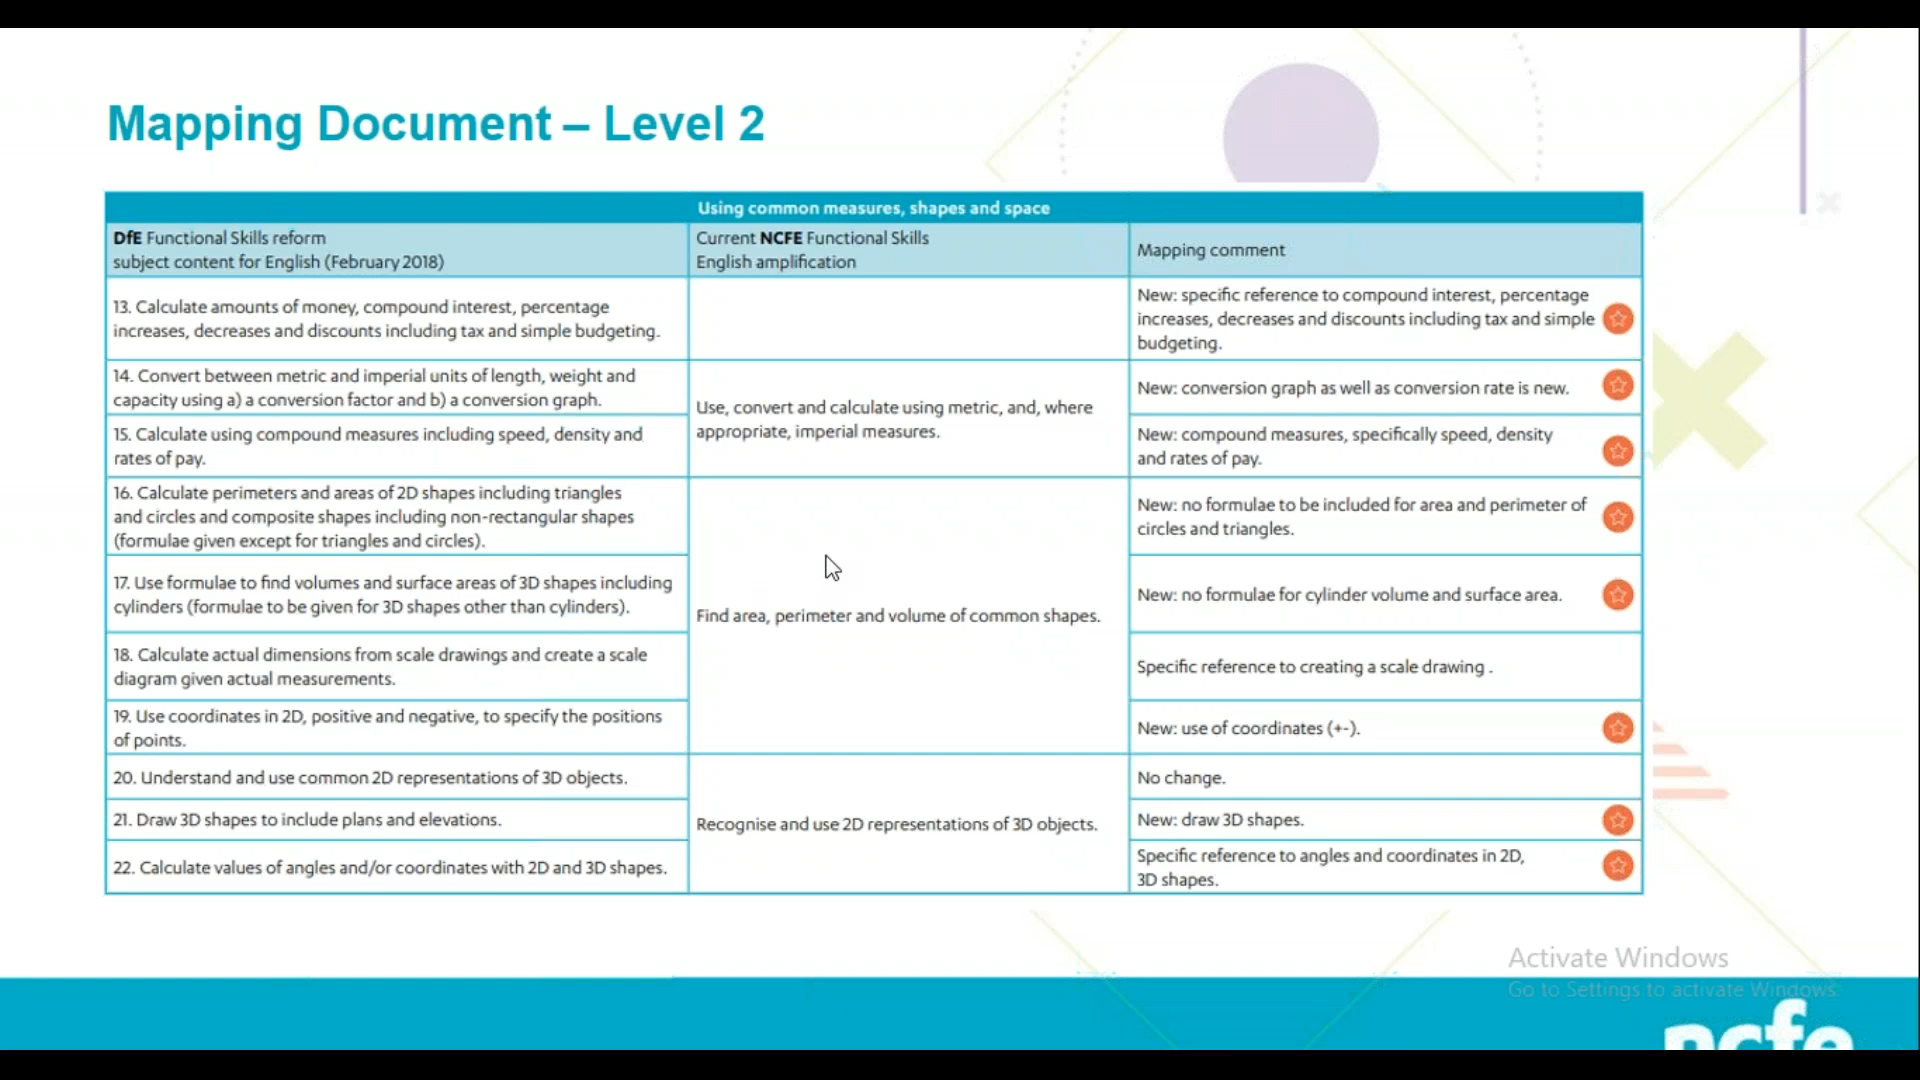 Mapping Document – Level 2
Using common measures, shapes and space
DfE Functional Skills reform
subject content for English (February 2018)
Current NCFE Functional Skills
English amplification
Mapping comment
13. Calculate amounts of money, compound interest, percentage
increases, decreases and discounts including tax and simple budgeting.
New: specific reference to compound interest, percentage
increases, decreases and discounts including tax and simple
budgeting.
14. Convert between metric and imperial units of length, weight and
capacity using a) a conversion factor and b) a conversion graph.
Use, convert and calculate using metric, and, where
appropriate, imperial measures.
New: conversion graph as well as conversion rate is new.
15. Calculate using compound measures including speed, density and
rates of pay.
New: compound measures, specifically speed, density
and rates of pay.
16. Calculate perimeters and areas of 2D shapes including triangles
and circles and composite shapes including non-rectangular shapes
(formulae given except for triangles and circles).
Find area, perimeter and volume of common shapes.
New: no formulae to be included for area and perimeter of
circles and triangles.
17. Use formulae to find volumes and surface areas of 3D shapes including
cylinders (formulae to be given for 3D shapes other than cylinders).
New: no formulae for cylinder volume and surface area.
18. Calculate actual dimensions from scale drawings and create a scale
diagram given actual measurements.
Specific reference to creating a scale drawing .
19. Use coordinates in 2D, positive and negative, to specify the positions
of points.
New: use of coordinates (+-).
20. Understand and use common 2D representations of 3D objects.
Recognise and use 2D representations of 3D objects.
No change.
21. Draw 3D shapes to include plans and elevations.
New: draw 3D shapes.
22. Calculate values of angles and/or coordinates with 2D and 3D shapes.
Specific reference to angles and coordinates in 2D,
3D shapes.
Activate Windows
Go to Settings to activate Windows.
ncfe